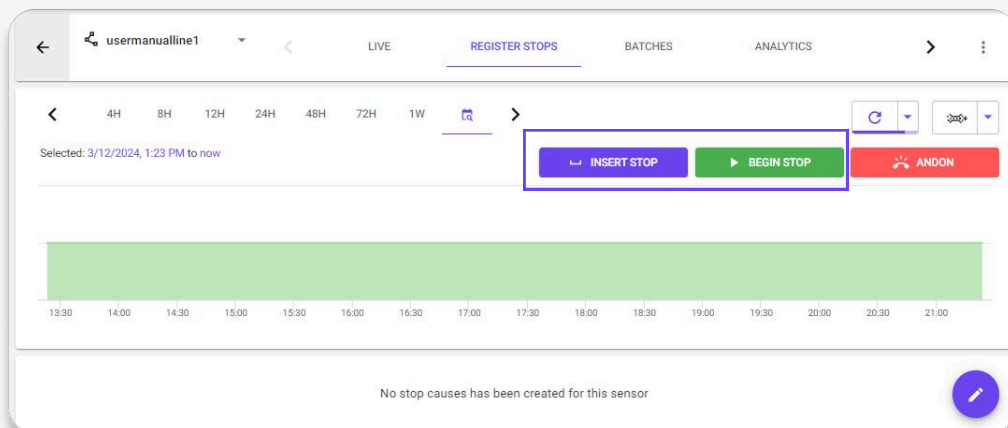 usermanualline1
LIVE REGISTER STOPS BATCHES ANALYTICS
4H 8H 12H 24H 48H 72H 1W
Selected: 3/12/2024, 1:23 PM to now
INSERT STOP BEGIN STOP ANDON
13:30 14:00 14:30 15:00 15:30 16:00 16:30 17:00 17:30 18:00 18:30 19:00 19:30 20:00 20:30 21:00
No stop causes has been created for this sensor